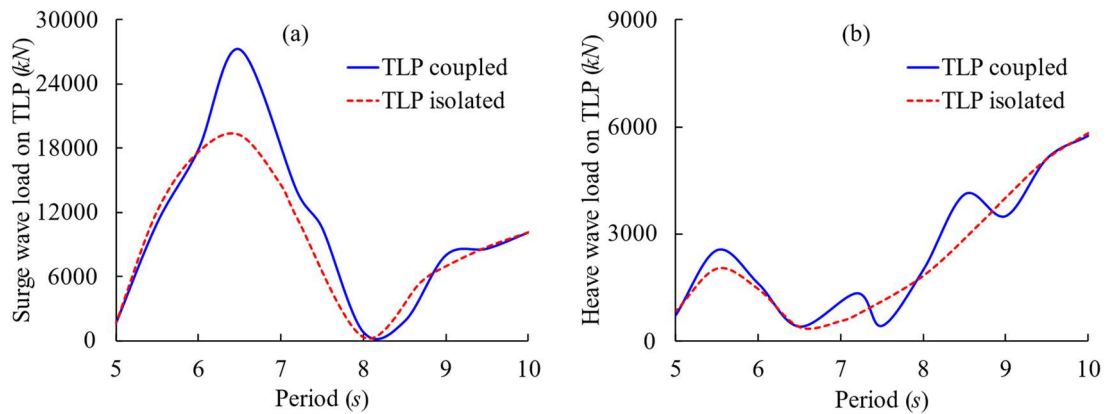 (a)
Surge wave load on TLP (kN)
30000
24000
18000
12000
6000
0
TLP coupled
TLP isolated
5 6 7 8 9 10
Period (s)
(b)
Heave wave load on TLP (kN)
9000
6000
3000
0
TLP coupled
TLP isolated
5 6 7 8 9 10
Period (s)